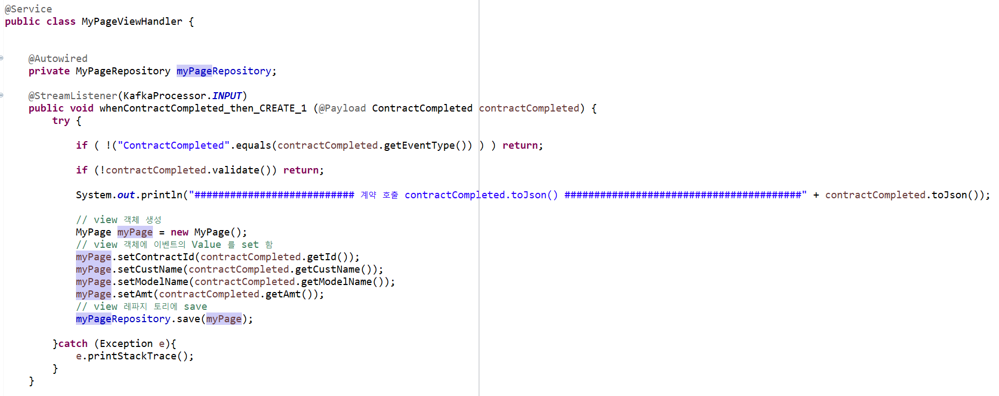 @Service
public class MyPageViewHandler {
@Autowired
private MyPageRepository myPageRepository;
@StreamListener(KafkaProcessor.INPUT)
public void whenContractCompleted_then_CREATE_1 (@Payload ContractCompleted contractCompleted) {
try {
if ( !("ContractCompleted".equals(contractCompleted.getEventType()) ) ) return;
if (!contractCompleted.validate()) return;
System.out.println("########################### 계약 호출 contractCompleted.toJson() ########################################" + contractCompleted.toJson());
// view 객체 생성
MyPage myPage = new MyPage();
// view 객체에 이벤트의 Value 를 set 함
myPage.setContractId(contractCompleted.getId());
myPage.setCustName(contractCompleted.getCustName());
myPage.setModelName(contractCompleted.getModelName());
myPage.setAmt(contractCompleted.getAmt());
// view 레파지 토리에 save
myPageRepository.save(myPage);
}catch (Exception e){
e.printStackTrace();
}
}